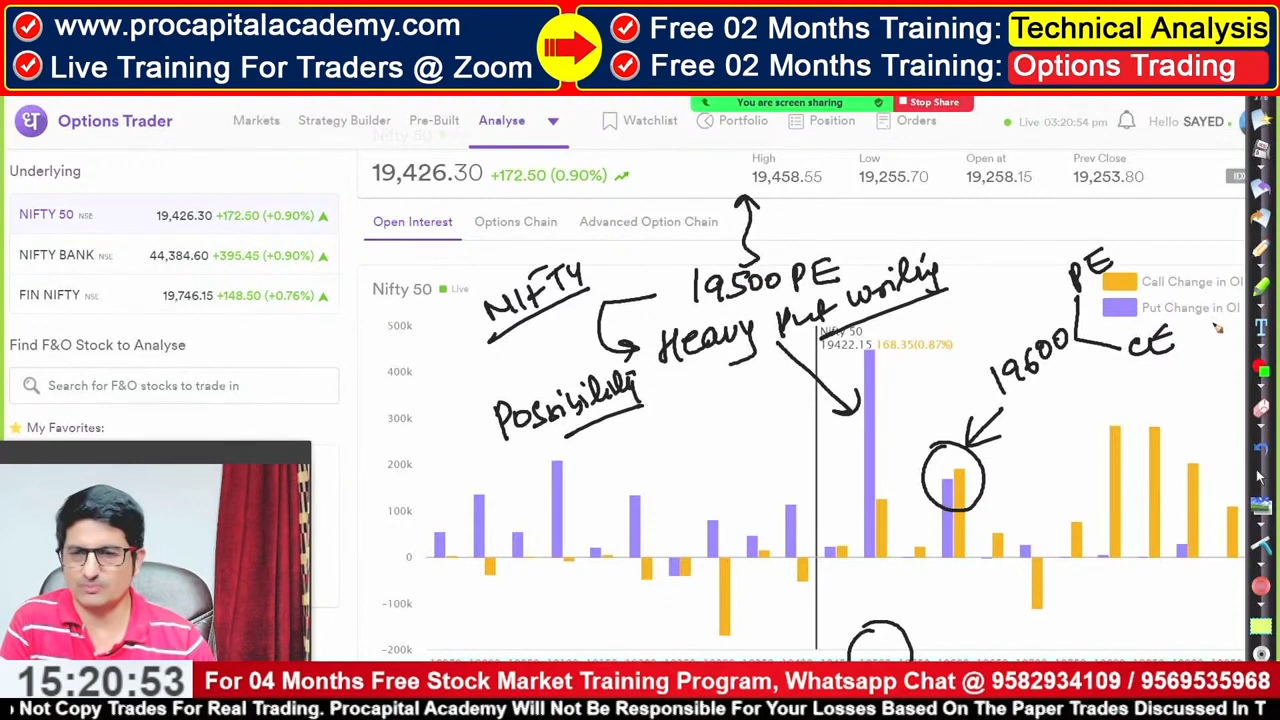 www.procapitalacademy.com
Live Training For Traders @ Zoom
Free 02 Months Training: Technical Analysis
Free 02 Months Training: Options Trading
You are screen sharing
Stop Share
ध
Options Trader
Markets
Strategy Builder
Pre-Built
Analyse
Watchlist
Portfolio
Position
Orders
Live 03:20:54 pm
Hello SAYED
Underlying
NIFTY 50 NSE 19,426.30 +172.50 (+0.90%)
NIFTY BANK NSE 44,384.60 +395.45 (+0.90%)
FIN NIFTY NSE 19,746.15 +148.50 (+0.76%)
Find F&O Stock to Analyse
Search for F&O stocks to trade in
My Favorites:
Nifty 50
19,426.30 +172.50 (0.90%)
High
19,458.55
Low
19,255.70
Open at
19,258.15
Prev Close
19,253.80
Open Interest
Options Chain
Advanced Option Chain
Nifty 50 Live
Call Change in OI
Put Change in OI
NIFTY
19500 PE
Heavy Put writing
Possibility
19600
PE
CE
Nifty 50
19422.15 168.35(0.87%)
500k
400k
300k
200k
100k
0
-100k
-200k
15:20:53
For 04 Months Free Stock Market Training Program, Whatsapp Chat @ 9582934109 / 9569535968
Not Copy Trades For Real Trading. Procapital Academy Will Not Be Responsible For Your Losses Based On The Paper Trades Discussed In T